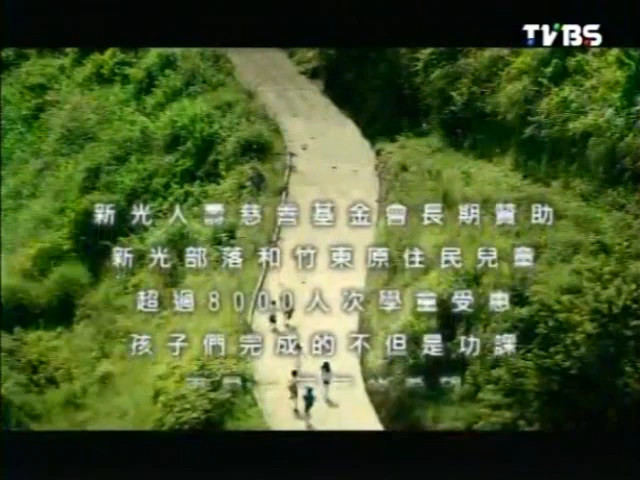 TVBS
新光人壽慈善基金會長期贊助
新光部落和竹東原住民兒童
超過8000人次學童受惠
孩子們完成的不但是功課